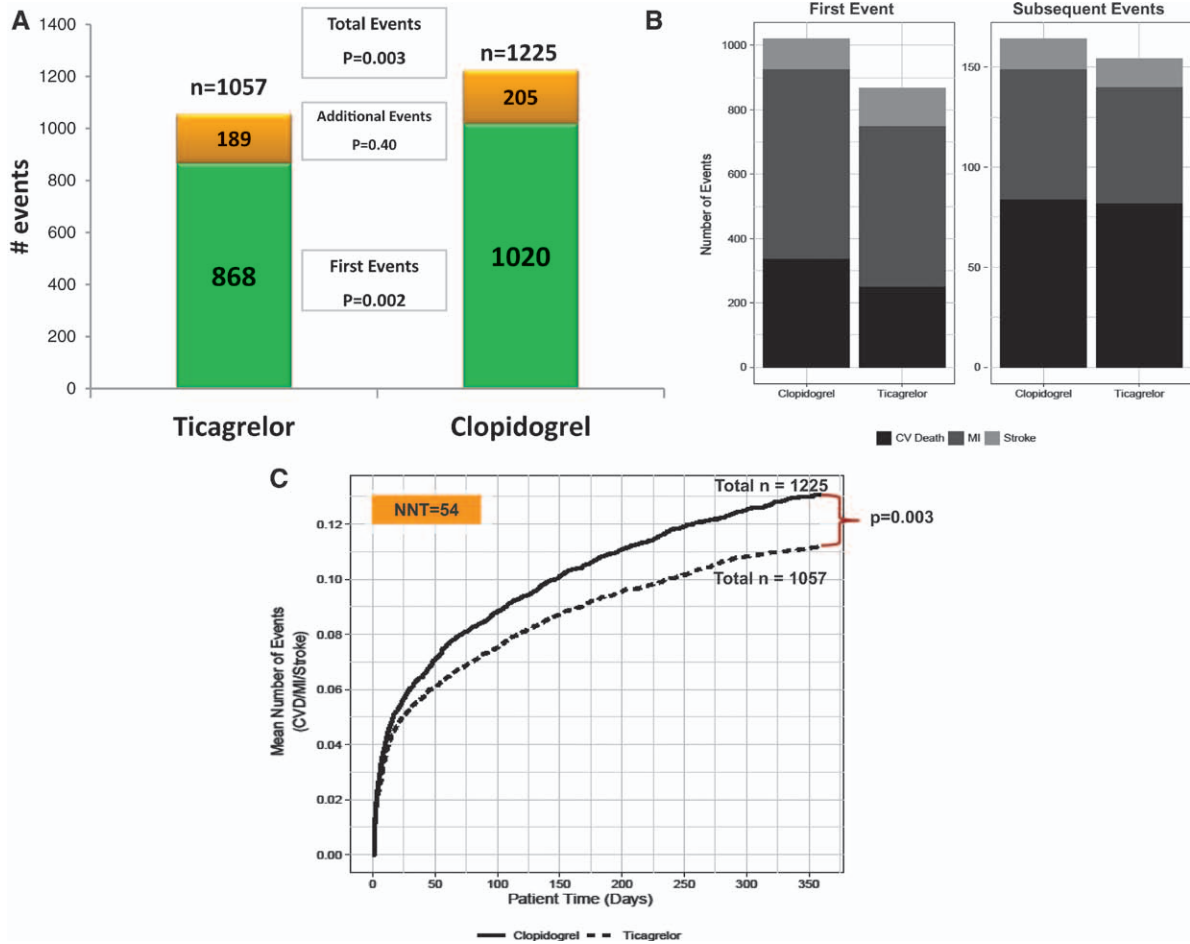 A
1400
1200
1000
800
600
400
200
0
# events
n=1057
189
868
Ticagrelor
Total Events
P=0.003
Additional Events
P=0.40
First Events
P=0.002
n=1225
205
1020
Clopidogrel
B
First Event
Subsequent Events
Number of Events
1000
800
600
400
200
0
150
100
50
0
Clopidogrel
Ticagrelor
Clopidogrel
Ticagrelor
CV Death
MI
Stroke
C
NNT=54
Total n = 1225
p=0.003
Total n = 1057
Mean Number of Events
(CVD/MI/Stroke)
0.12
0.10
0.08
0.06
0.04
0.02
0.00
0
50
100
150
200
250
300
350
Patient Time (Days)
Clopidogrel
Ticagrelor